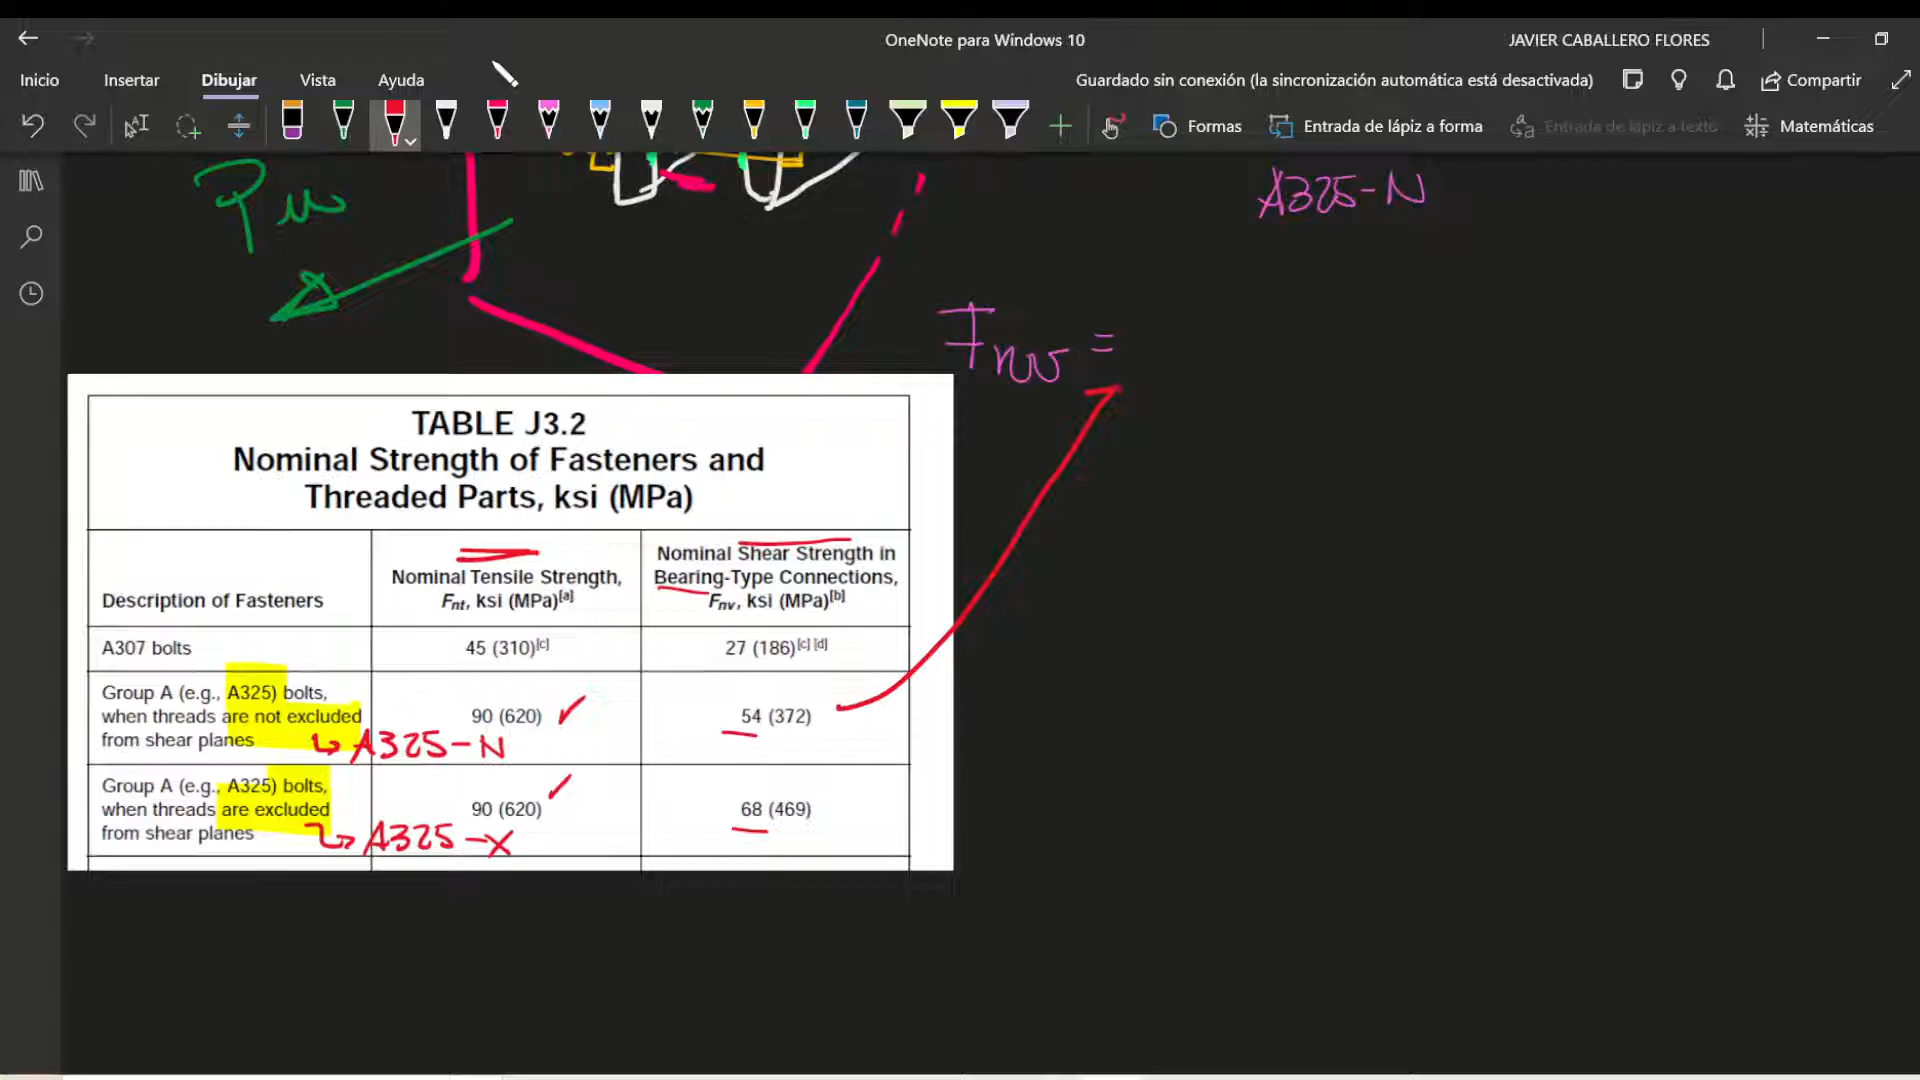 OneNote para Windows 10
JAVIER CABALLERO FLORES
Inicio
Insertar
Dibujar
Vista
Ayuda
Guardado sin conexión (la sincronización automática está desactivada)
Compartir
Formas
Entrada de lápiz a forma
Entrada de lápiz a texto
Matemáticas
Pu
A325-N
Fnv =
TABLE J3.2
Nominal Strength of Fasteners and
Threaded Parts, ksi (MPa)
Description of Fasteners
Nominal Tensile Strength,
Fnt, ksi (MPa)[a]
Nominal Shear Strength in
Bearing-Type Connections,
Fnv, ksi (MPa)[b]
A307 bolts
45 (310)[c]
27 (186)[c] [d]
Group A (e.g., A325) bolts,
when threads are not excluded
from shear planes
A325-N
90 (620)
54 (372)
Group A (e.g., A325) bolts,
when threads are excluded
from shear planes
A325-X
90 (620)
68 (469)